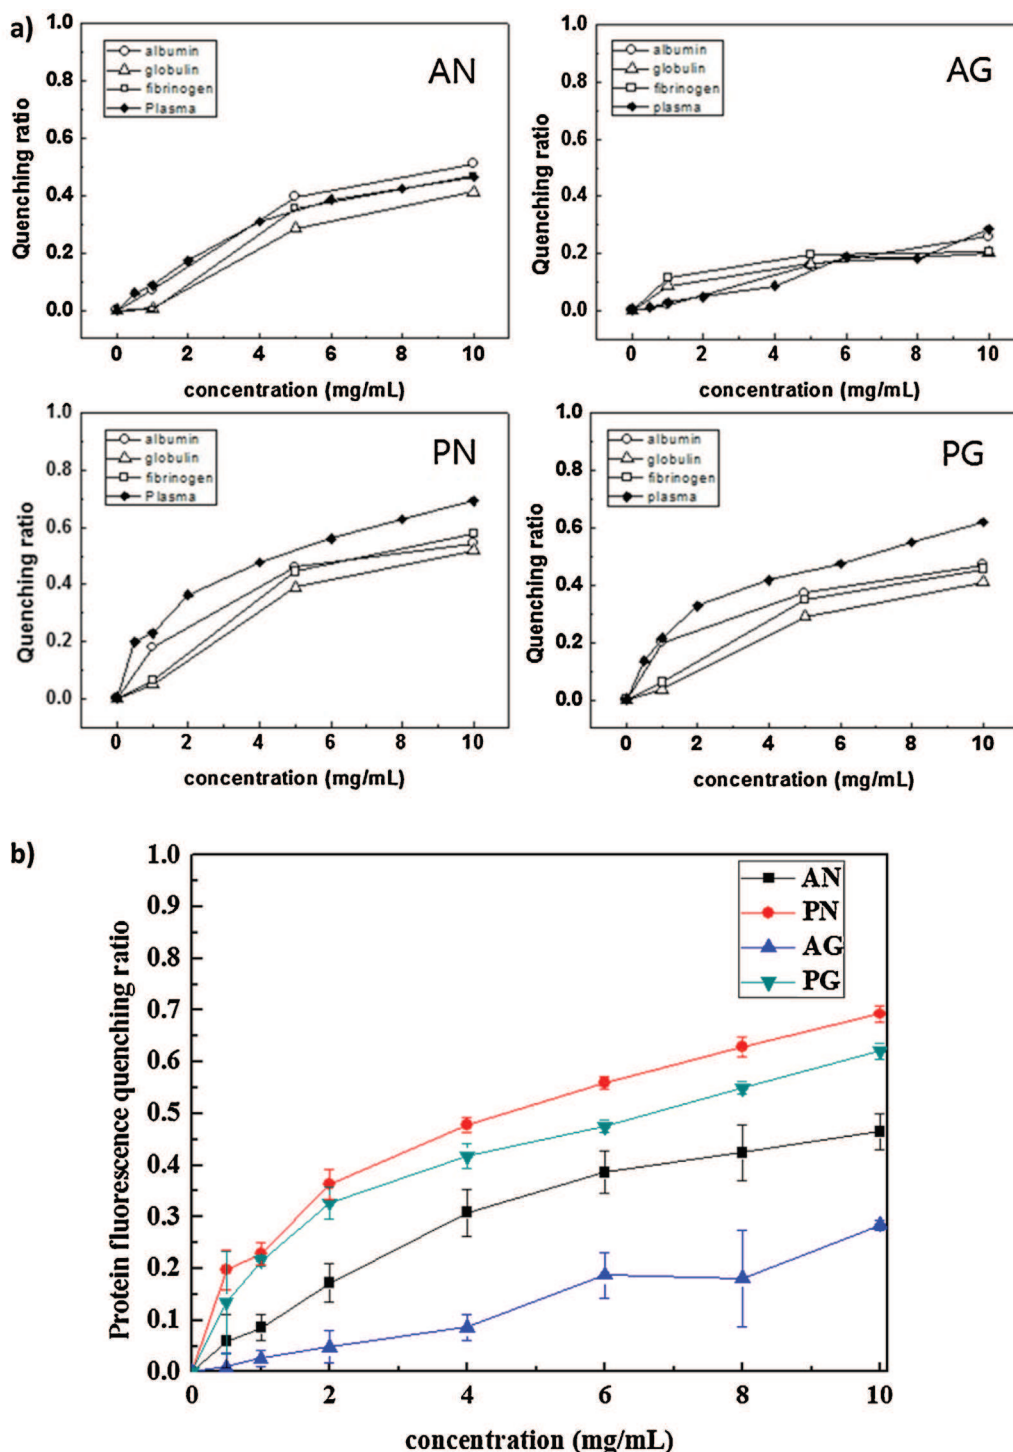 a)
AN
albumin
globulin
fibrinogen
Plasma
Quenching ratio
1.0
0.8
0.6
0.4
0.2
0.0
0 2 4 6 8 10
concentration (mg/mL)
AG
albumin
globulin
fibrinogen
plasma
Quenching ratio
1.0
0.8
0.6
0.4
0.2
0.0
0 2 4 6 8 10
concentration (mg/mL)
PN
albumin
globulin
fibrinogen
Plasma
Quenching ratio
1.0
0.8
0.6
0.4
0.2
0.0
0 2 4 6 8 10
concentration (mg/mL)
PG
albumin
globulin
fibrinogen
plasma
Quenching ratio
1.0
0.8
0.6
0.4
0.2
0.0
0 2 4 6 8 10
concentration (mg/mL)
b)
AN
PN
AG
PG
Protein fluorescence quenching ratio
1.0
0.9
0.8
0.7
0.6
0.5
0.4
0.3
0.2
0.1
0.0
0 2 4 6 8 10
concentration (mg/mL)